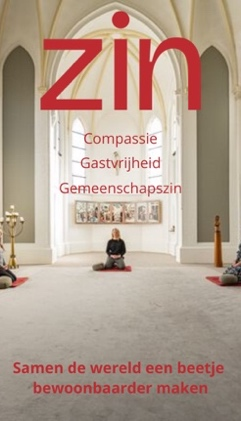 zin
Compassie
Gastvrijheid
Gemeenschapszin
Samen de wereld een beetje
bewoonbaarder maken